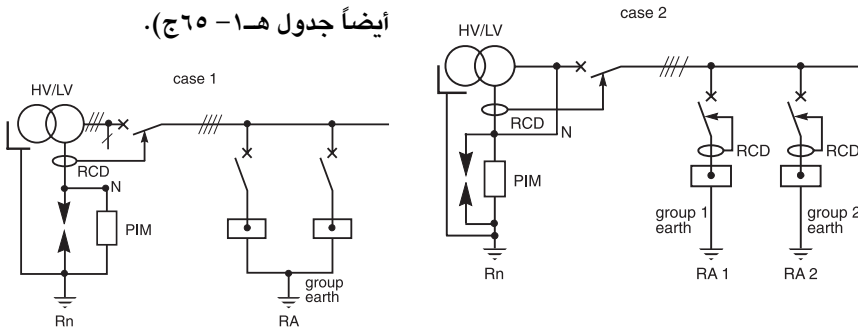 أيضاً جدول هـ١- ٦٥ج).
case 1
HV/LV
RCD
N
PIM
Rn
group
earth
RA
case 2
HV/LV
RCD
N
PIM
RCD
RCD
group 1
earth
group 2
earth
Rn
RA 1
RA 2